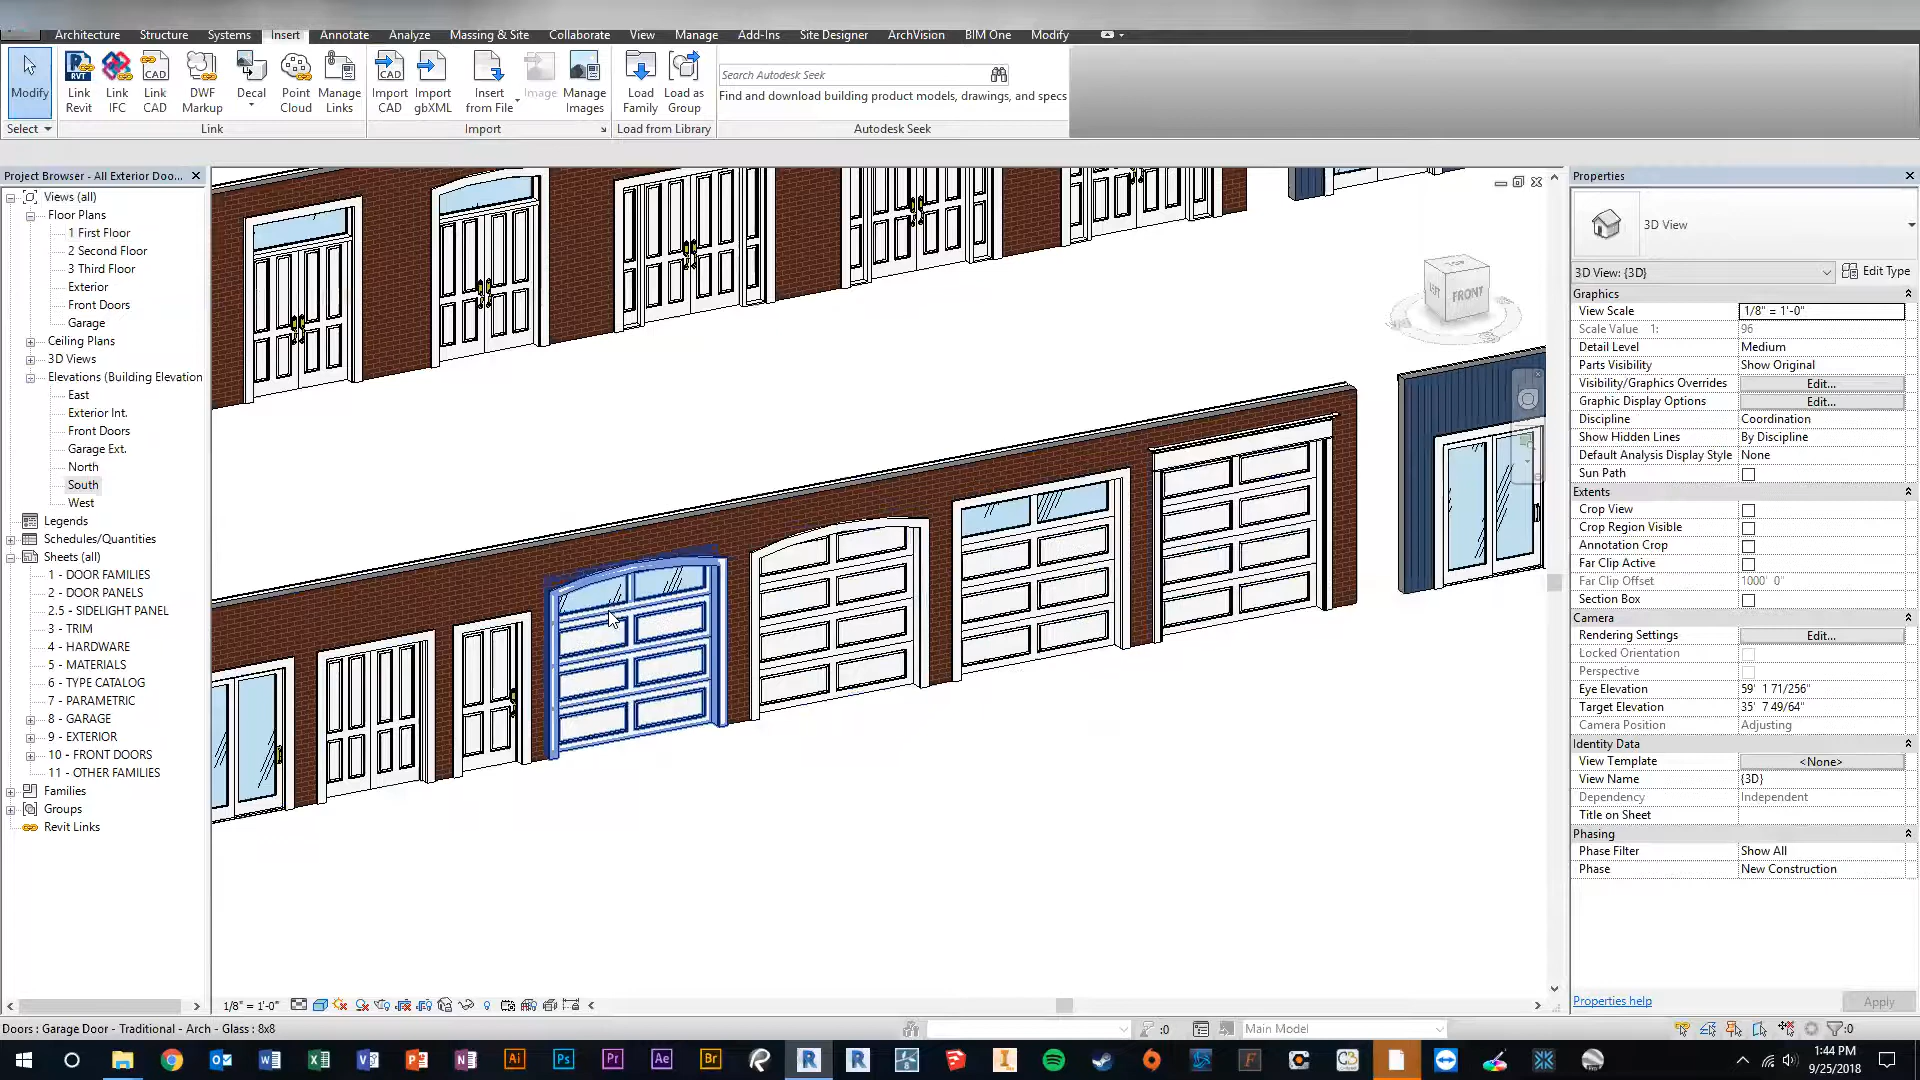 Architecture Structure Systems Insert Annotate Analyze Massing & Site Collaborate View Manage Add-Ins Site Designer ArchVision BIM One Modify
Modify
Link Revit
Link IFC
Link CAD
DWF Markup
Decal
Point Cloud
Manage Links
Import CAD
Import gbXML
Insert from File
Image
Manage Images
Load Family
Load as Group
Search Autodesk Seek
Find and download building product models, drawings, and specs
Select Link Import Load from Library Autodesk Seek
Project Browser - All Exterior Doo...
Views (all)
Floor Plans
1 First Floor
2 Second Floor
3 Third Floor
Exterior
Front Doors
Garage
Ceiling Plans
3D Views
Elevations (Building Elevation
East
Exterior Int.
Front Doors
Garage Ext.
North
South
West
Legends
Schedules/Quantities
Sheets (all)
1 - DOOR FAMILIES
2 - DOOR PANELS
2.5 - SIDELIGHT PANEL
3 - TRIM
4 - HARDWARE
5 - MATERIALS
6 - TYPE CATALOG
7 - PARAMETRIC
8 - GARAGE
9 - EXTERIOR
10 - FRONT DOORS
11 - OTHER FAMILIES
Families
Groups
Revit Links
TOP
LEFT
FRONT
Properties
3D View
3D View: {3D} Edit Type
Graphics
View Scale 1/8" = 1'-0"
Scale Value 1: 96
Detail Level Medium
Parts Visibility Show Original
Visibility/Graphics Overrides Edit...
Graphic Display Options Edit...
Discipline Coordination
Show Hidden Lines By Discipline
Default Analysis Display Style None
Sun Path
Extents
Crop View
Crop Region Visible
Annotation Crop
Far Clip Active
Far Clip Offset 1000' 0"
Section Box
Camera
Rendering Settings Edit...
Locked Orientation
Perspective
Eye Elevation 59' 1 71/256"
Target Elevation 35' 7 49/64"
Camera Position Adjusting
Identity Data
View Template <None>
View Name {3D}
Dependency Independent
Title on Sheet
Phasing
Phase Filter Show All
Phase New Construction
Properties help Apply
1/8" = 1'-0"
Doors : Garage Door - Traditional - Arch - Glass : 8x8
:0
Main Model
:0
Ai Ps Pr Ae Br
1:44 PM
9/25/2018